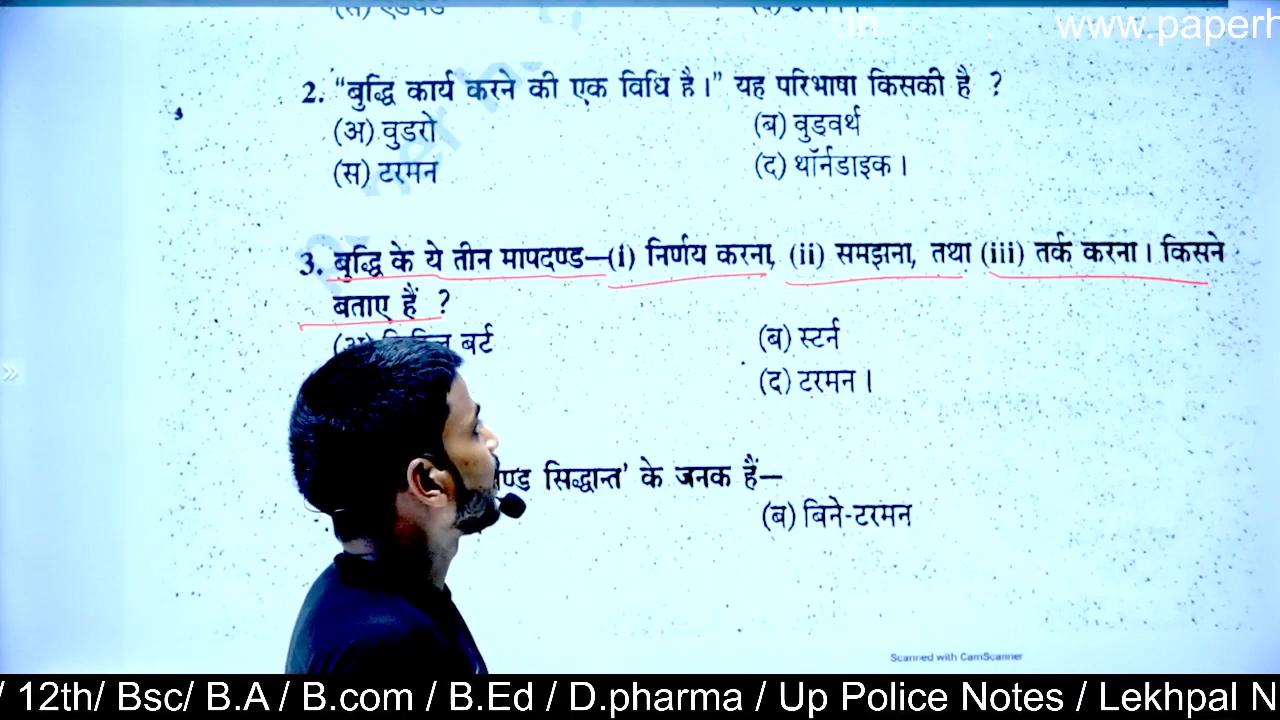 .in
www.paperh
2. “बुद्धि कार्य करने की एक विधि है।” यह परिभाषा किसकी है ?
(अ) वुडरो (ब) वुडवर्थ
(स) टरमन (द) थॉर्नडाइक।
3. बुद्धि के ये तीन मापदण्ड—(i) निर्णय करना, (ii) समझना, तथा (iii) तर्क करना। किसने
बताए हैं ?
बर्ट (ब) स्टर्न
(द) टरमन।
सिद्धान्त’ के जनक हैं—
(ब) बिने-टरमन
Scanned with CamScanner
/ 12th/ Bsc/ B.A / B.com / B.Ed / D.pharma / Up Police Notes / Lekhpal N